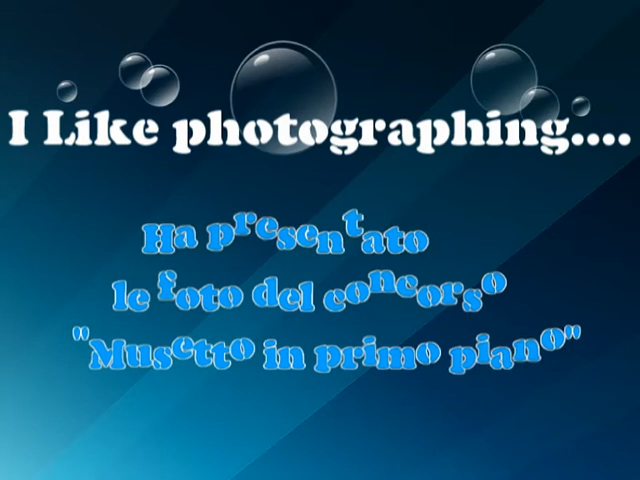 I Like photographing....
Ha presentato
le foto del concorso
"Musetto in primo piano"